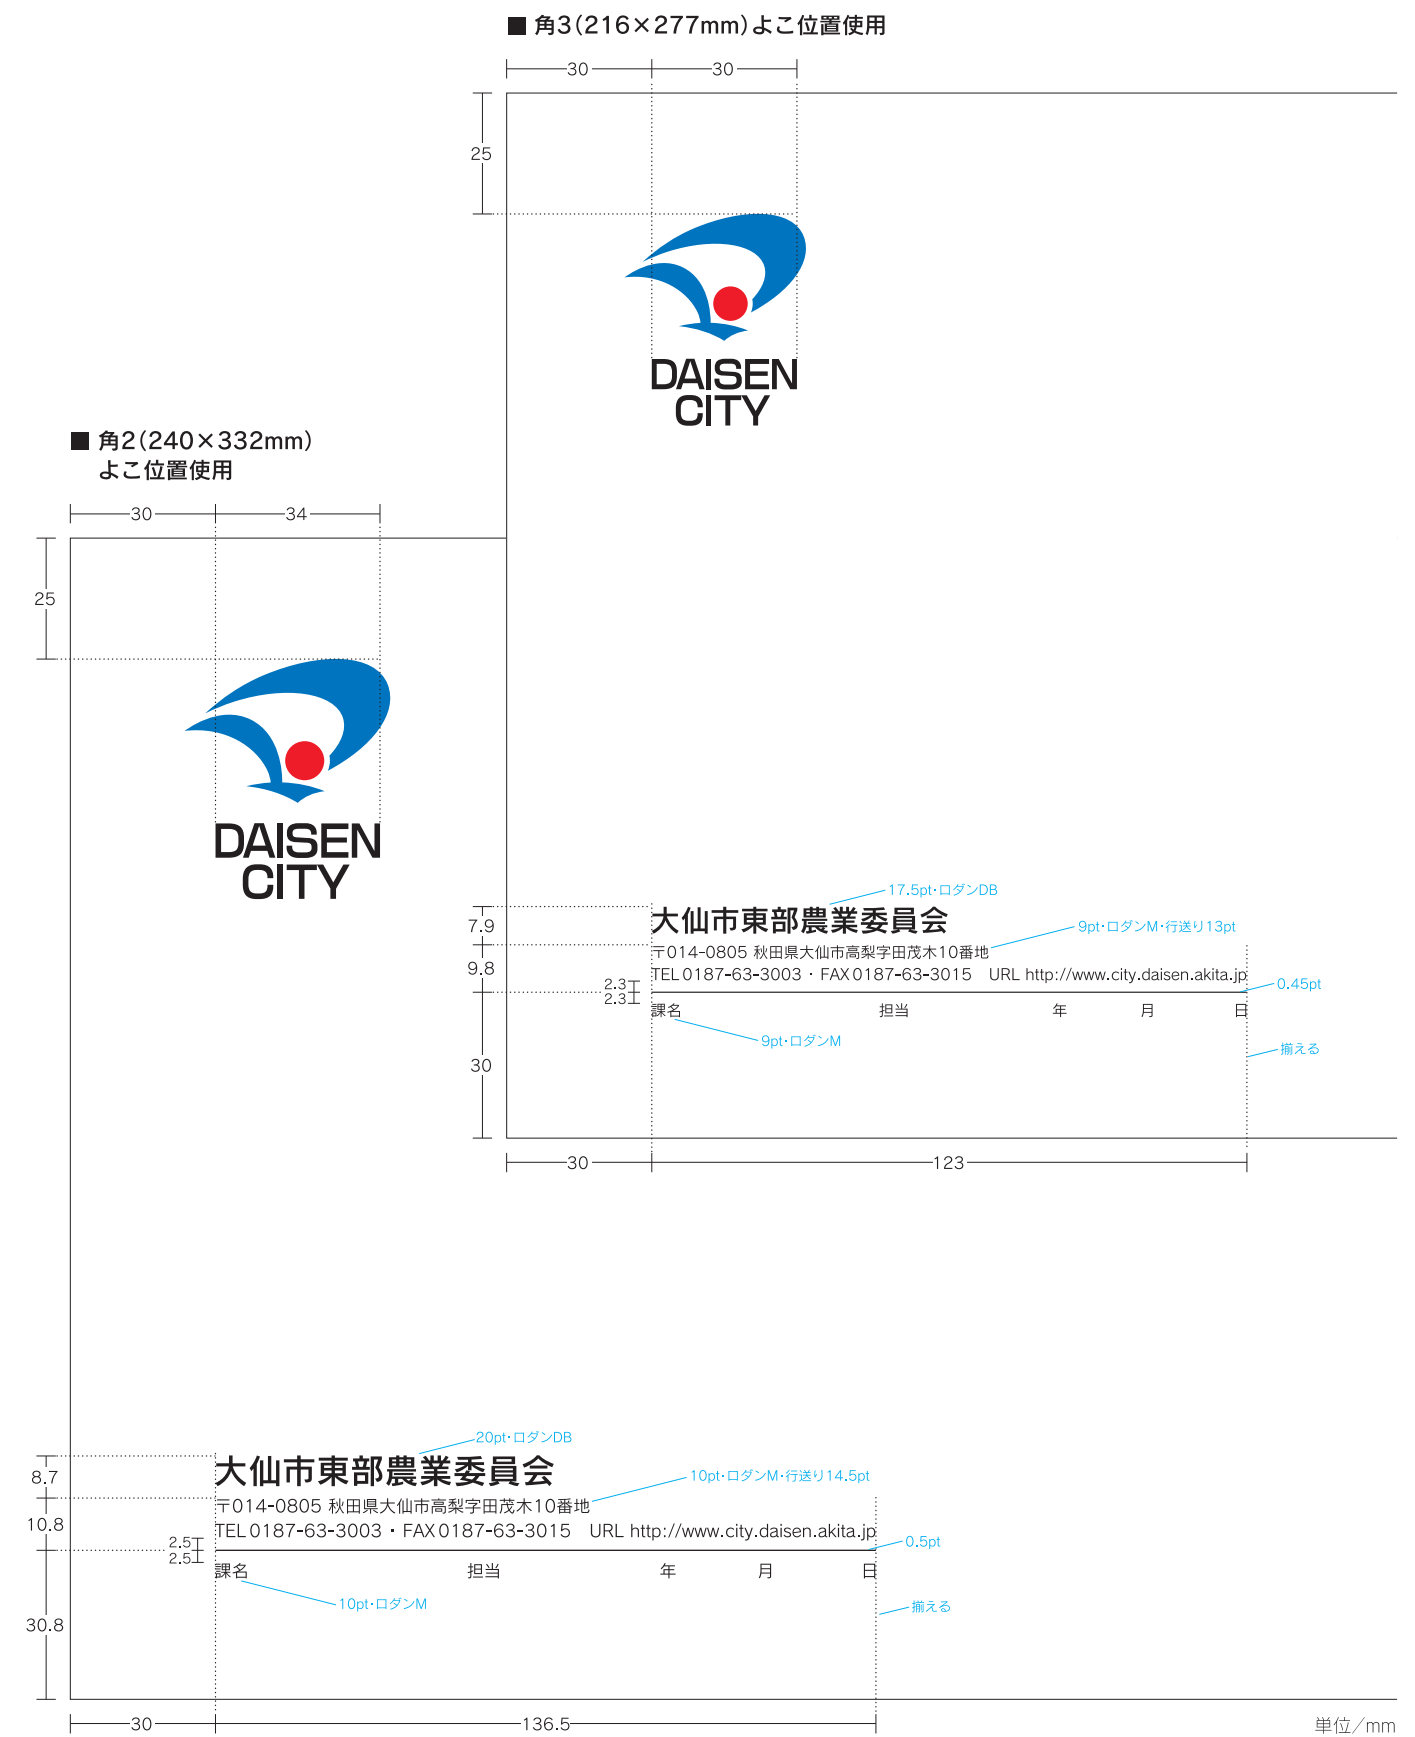 ■ 角3(216×277mm)よこ位置使用
30
30
25
DAISEN
CITY
17.5pt・ロダンDB
7.9
大仙市東部農業委員会
9pt・ロダンM・行送り13pt
〒014-0805 秋田県大仙市高梨字田茂木10番地
9.8
TEL 0187-63-3003・FAX 0187-63-3015 URL http://www.city.daisen.akita.jp
2.3
2.3
0.45pt
課名 担当 年 月 日
9pt・ロダンM
揃える
30
30
123
■ 角2(240×332mm)
よこ位置使用
30
34
25
DAISEN
CITY
20pt・ロダンDB
8.7
大仙市東部農業委員会
10pt・ロダンM・行送り14.5pt
〒014-0805 秋田県大仙市高梨字田茂木10番地
10.8
TEL 0187-63-3003・FAX 0187-63-3015 URL http://www.city.daisen.akita.jp
2.5
2.5
0.5pt
課名 担当 年 月 日
10pt・ロダンM
揃える
30.8
30
136.5
単位/mm